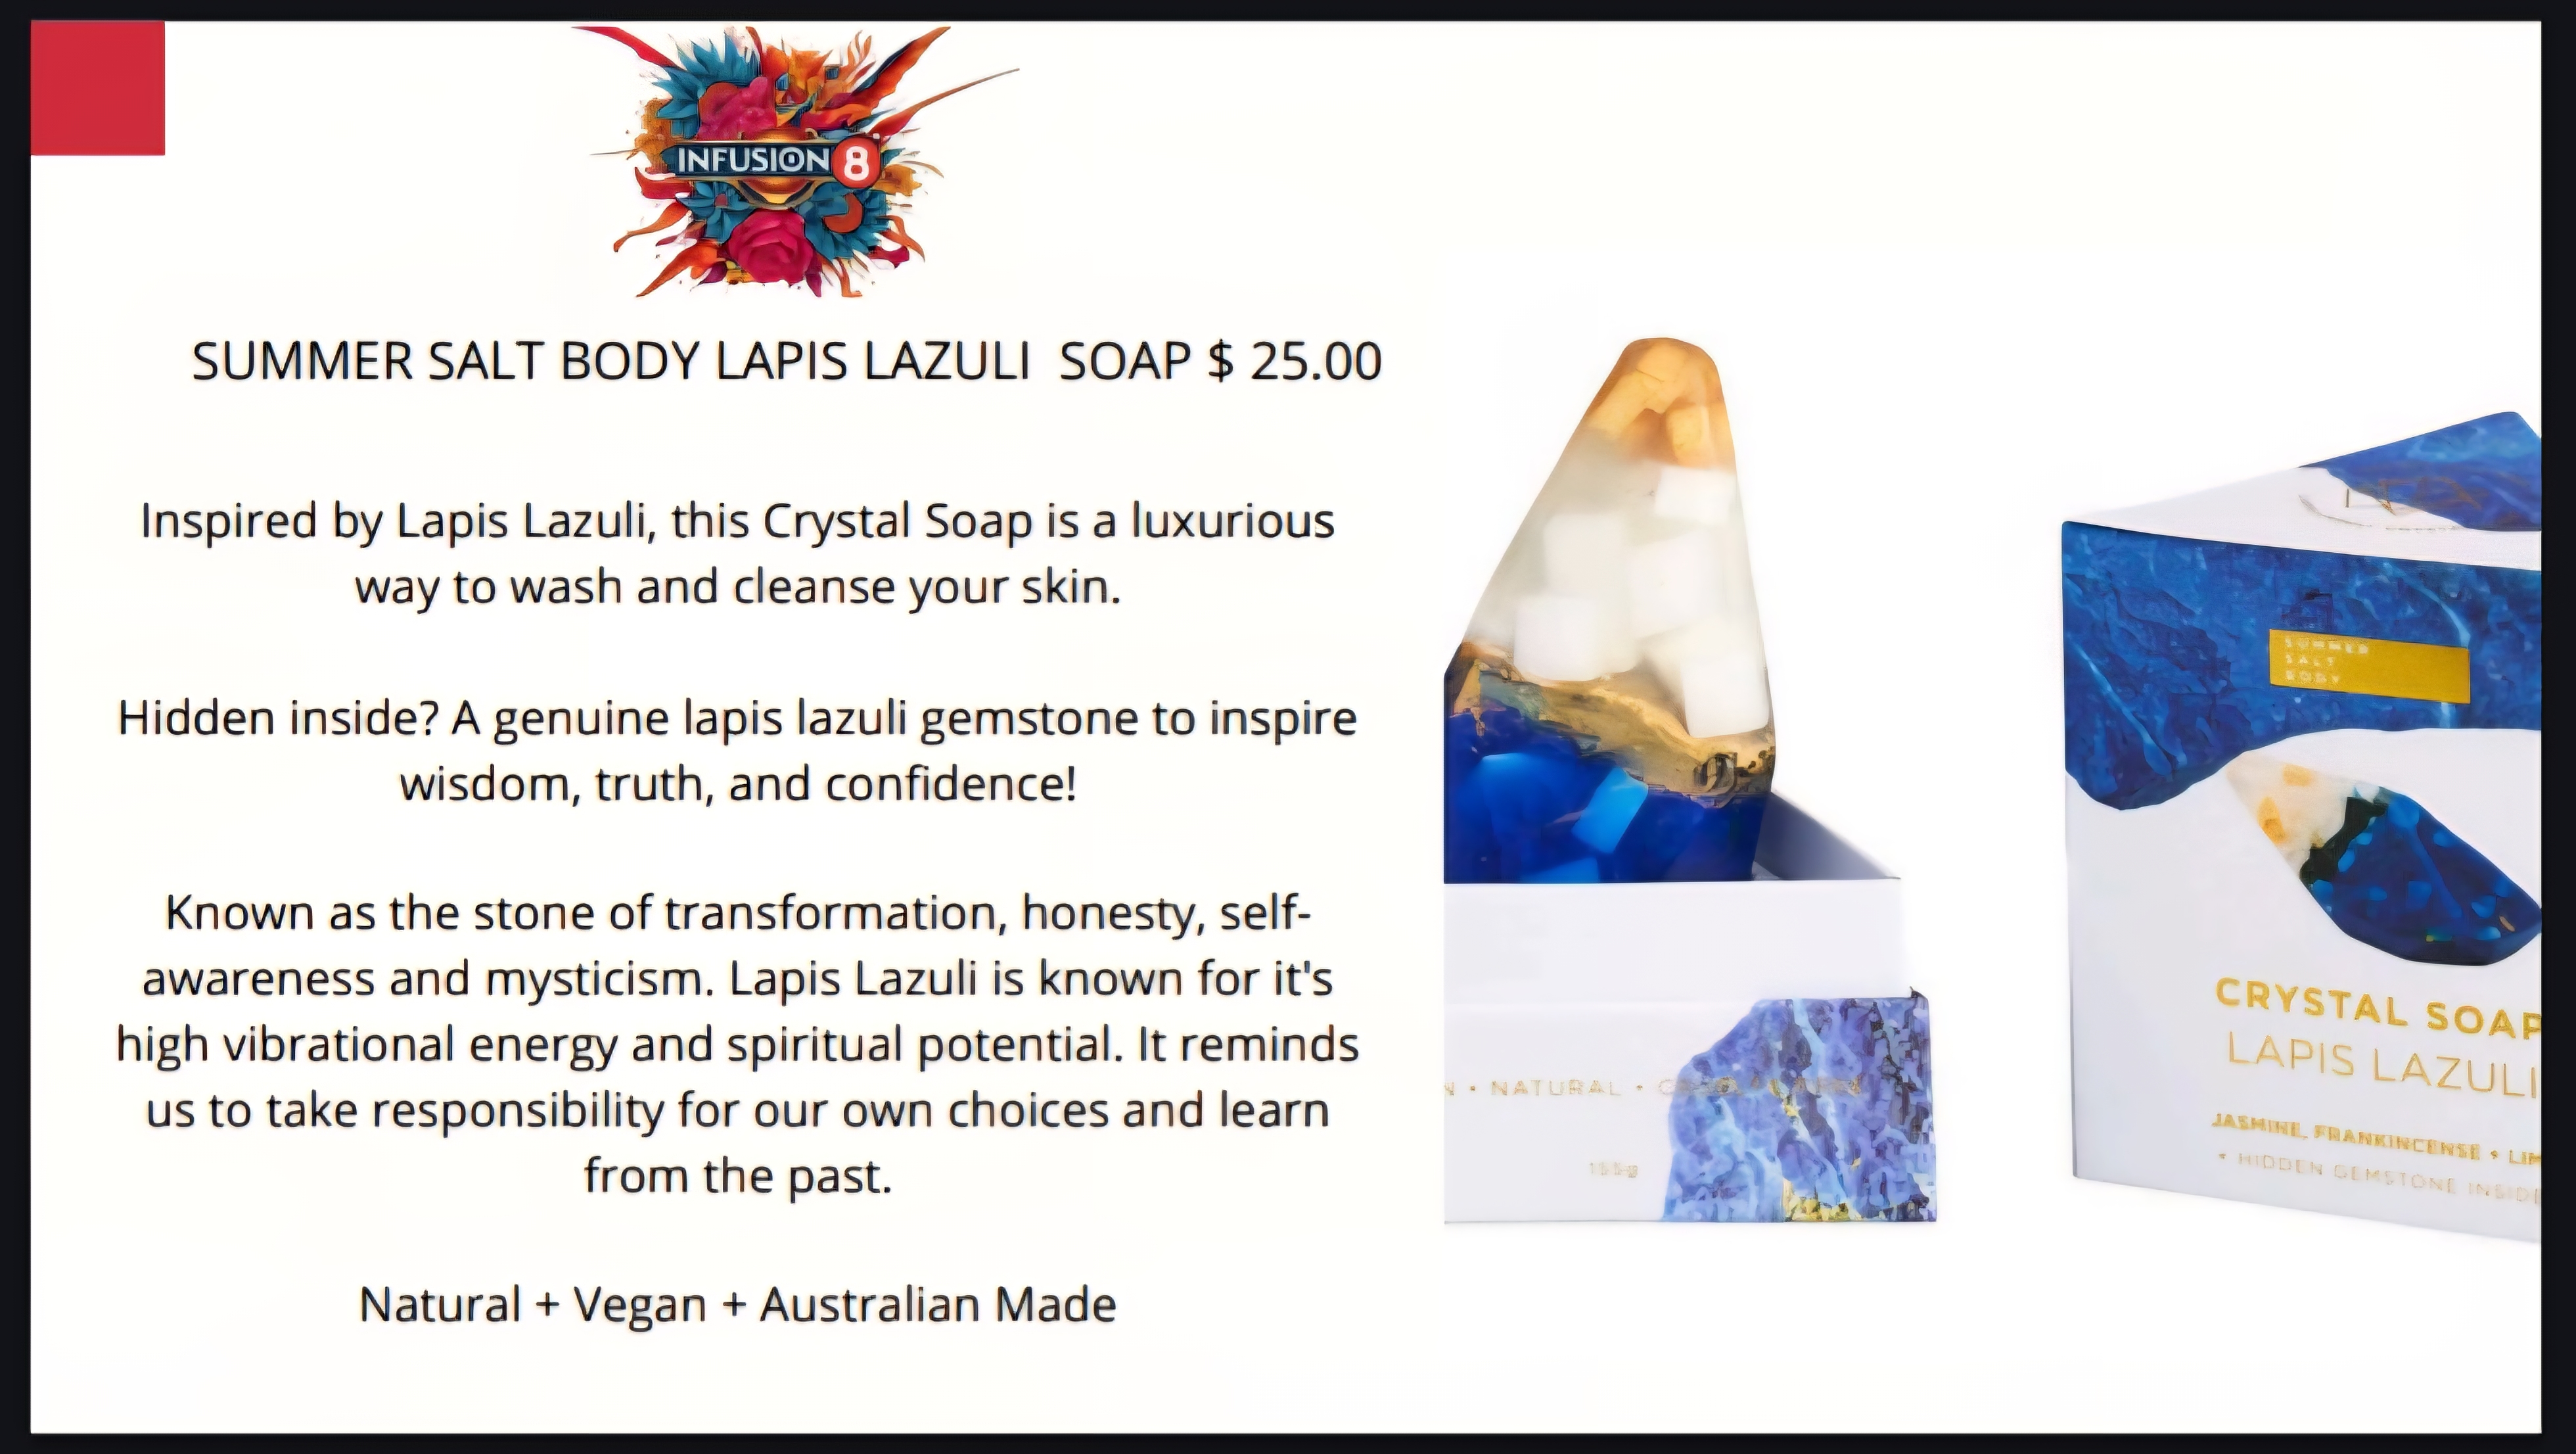 INFUSION 8
SUMMER SALT BODY LAPIS LAZULI  SOAP $ 25.00
Inspired by Lapis Lazuli, this Crystal Soap is a luxurious
way to wash and cleanse your skin.
Hidden inside? A genuine lapis lazuli gemstone to inspire
wisdom, truth, and confidence!
Known as the stone of transformation, honesty, self-
awareness and mysticism. Lapis Lazuli is known for it's
high vibrational energy and spiritual potential. It reminds
us to take responsibility for our own choices and learn
from the past.
Natural + Vegan + Australian Made
N • NATURAL •
155g
SUMMER
SALT
BODY
CRYSTAL SOAP
LAPIS LAZULI
JASMINE, FRANKINCENSE + LIM
+ HIDDEN GEMSTONE INSIDE